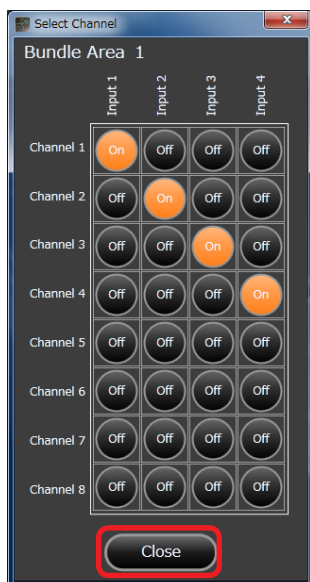 Select Channel
Bundle Area 1
Input 1 Input 2 Input 3 Input 4
Channel 1 On Off Off Off
Channel 2 Off On Off Off
Channel 3 Off Off On Off
Channel 4 Off Off Off On
Channel 5 Off Off Off Off
Channel 6 Off Off Off Off
Channel 7 Off Off Off Off
Channel 8 Off Off Off Off
Close